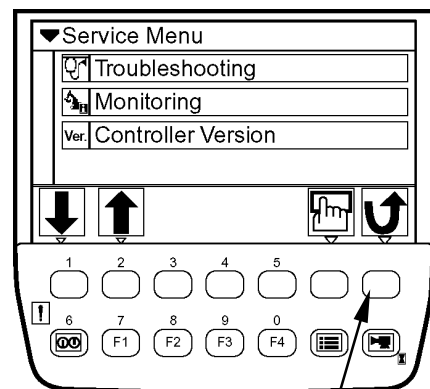 Service Menu
Troubleshooting
Monitoring
Ver. Controller Version
1 2 3 4 5
6 7 8 9 0
F1 F2 F3 F4